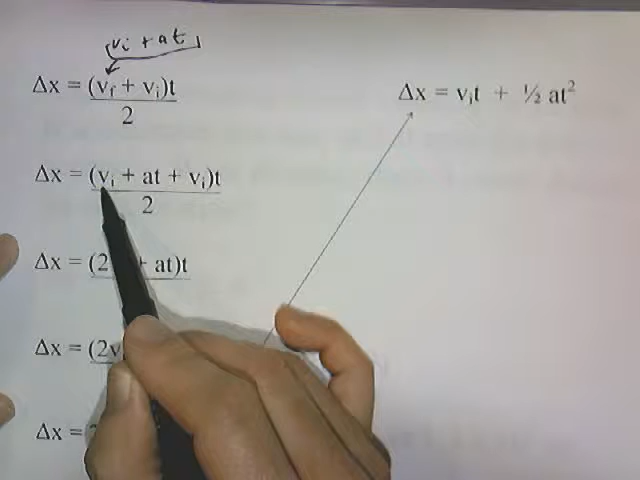 vi + at
Δx = (vf + vi)t
2
Δx = vit + ½ at²
Δx = (vi + at + vi)t
2
Δx = (2 + at)t
Δx = (2v
Δx =